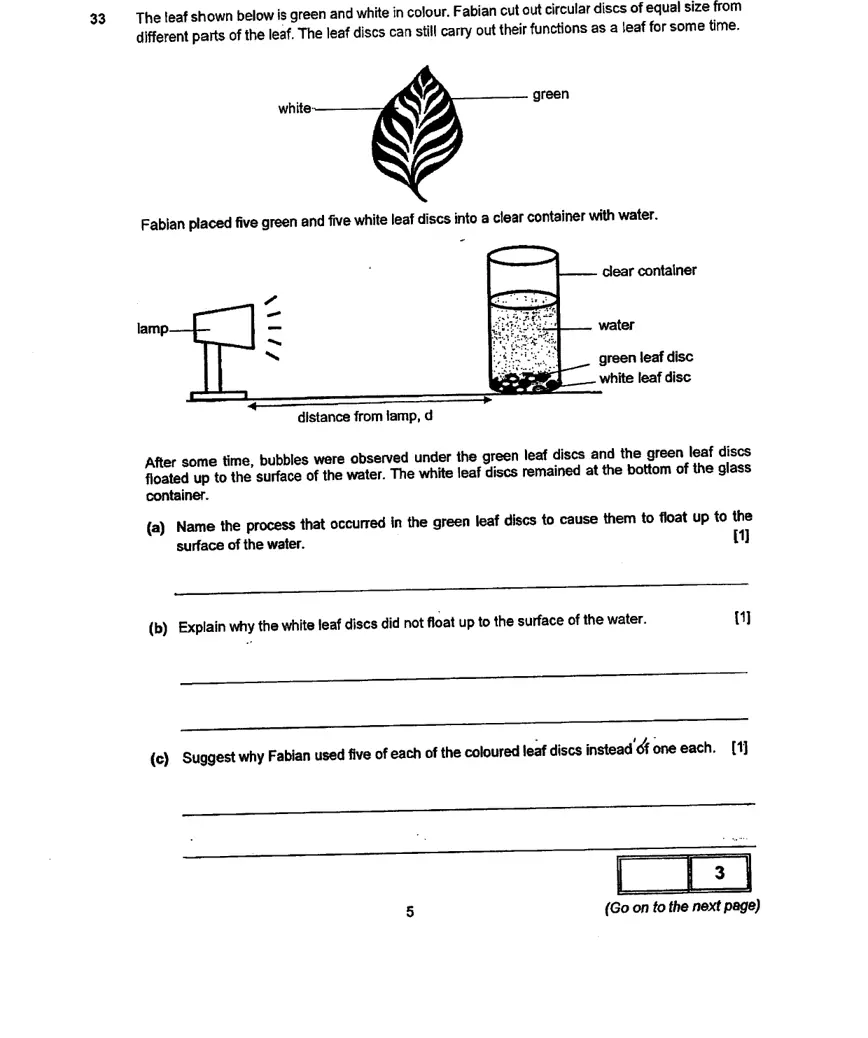 33 The leaf shown below is green and white in colour. Fabian cut out circular discs of equal size from
different parts of the leaf. The leaf discs can still carry out their functions as a leaf for some time.
white
green
Fabian placed five green and five white leaf discs into a clear container with water.
clear container
lamp
water
green leaf disc
white leaf disc
distance from lamp, d
After some time, bubbles were observed under the green leaf discs and the green leaf discs
floated up to the surface of the water. The white leaf discs remained at the bottom of the glass
container.
(a) Name the process that occurred in the green leaf discs to cause them to float up to the
surface of the water. [1]
(b) Explain why the white leaf discs did not float up to the surface of the water. [1]
(c) Suggest why Fabian used five of each of the coloured leaf discs instead of one each. [1]
3
5
(Go on to the next page)